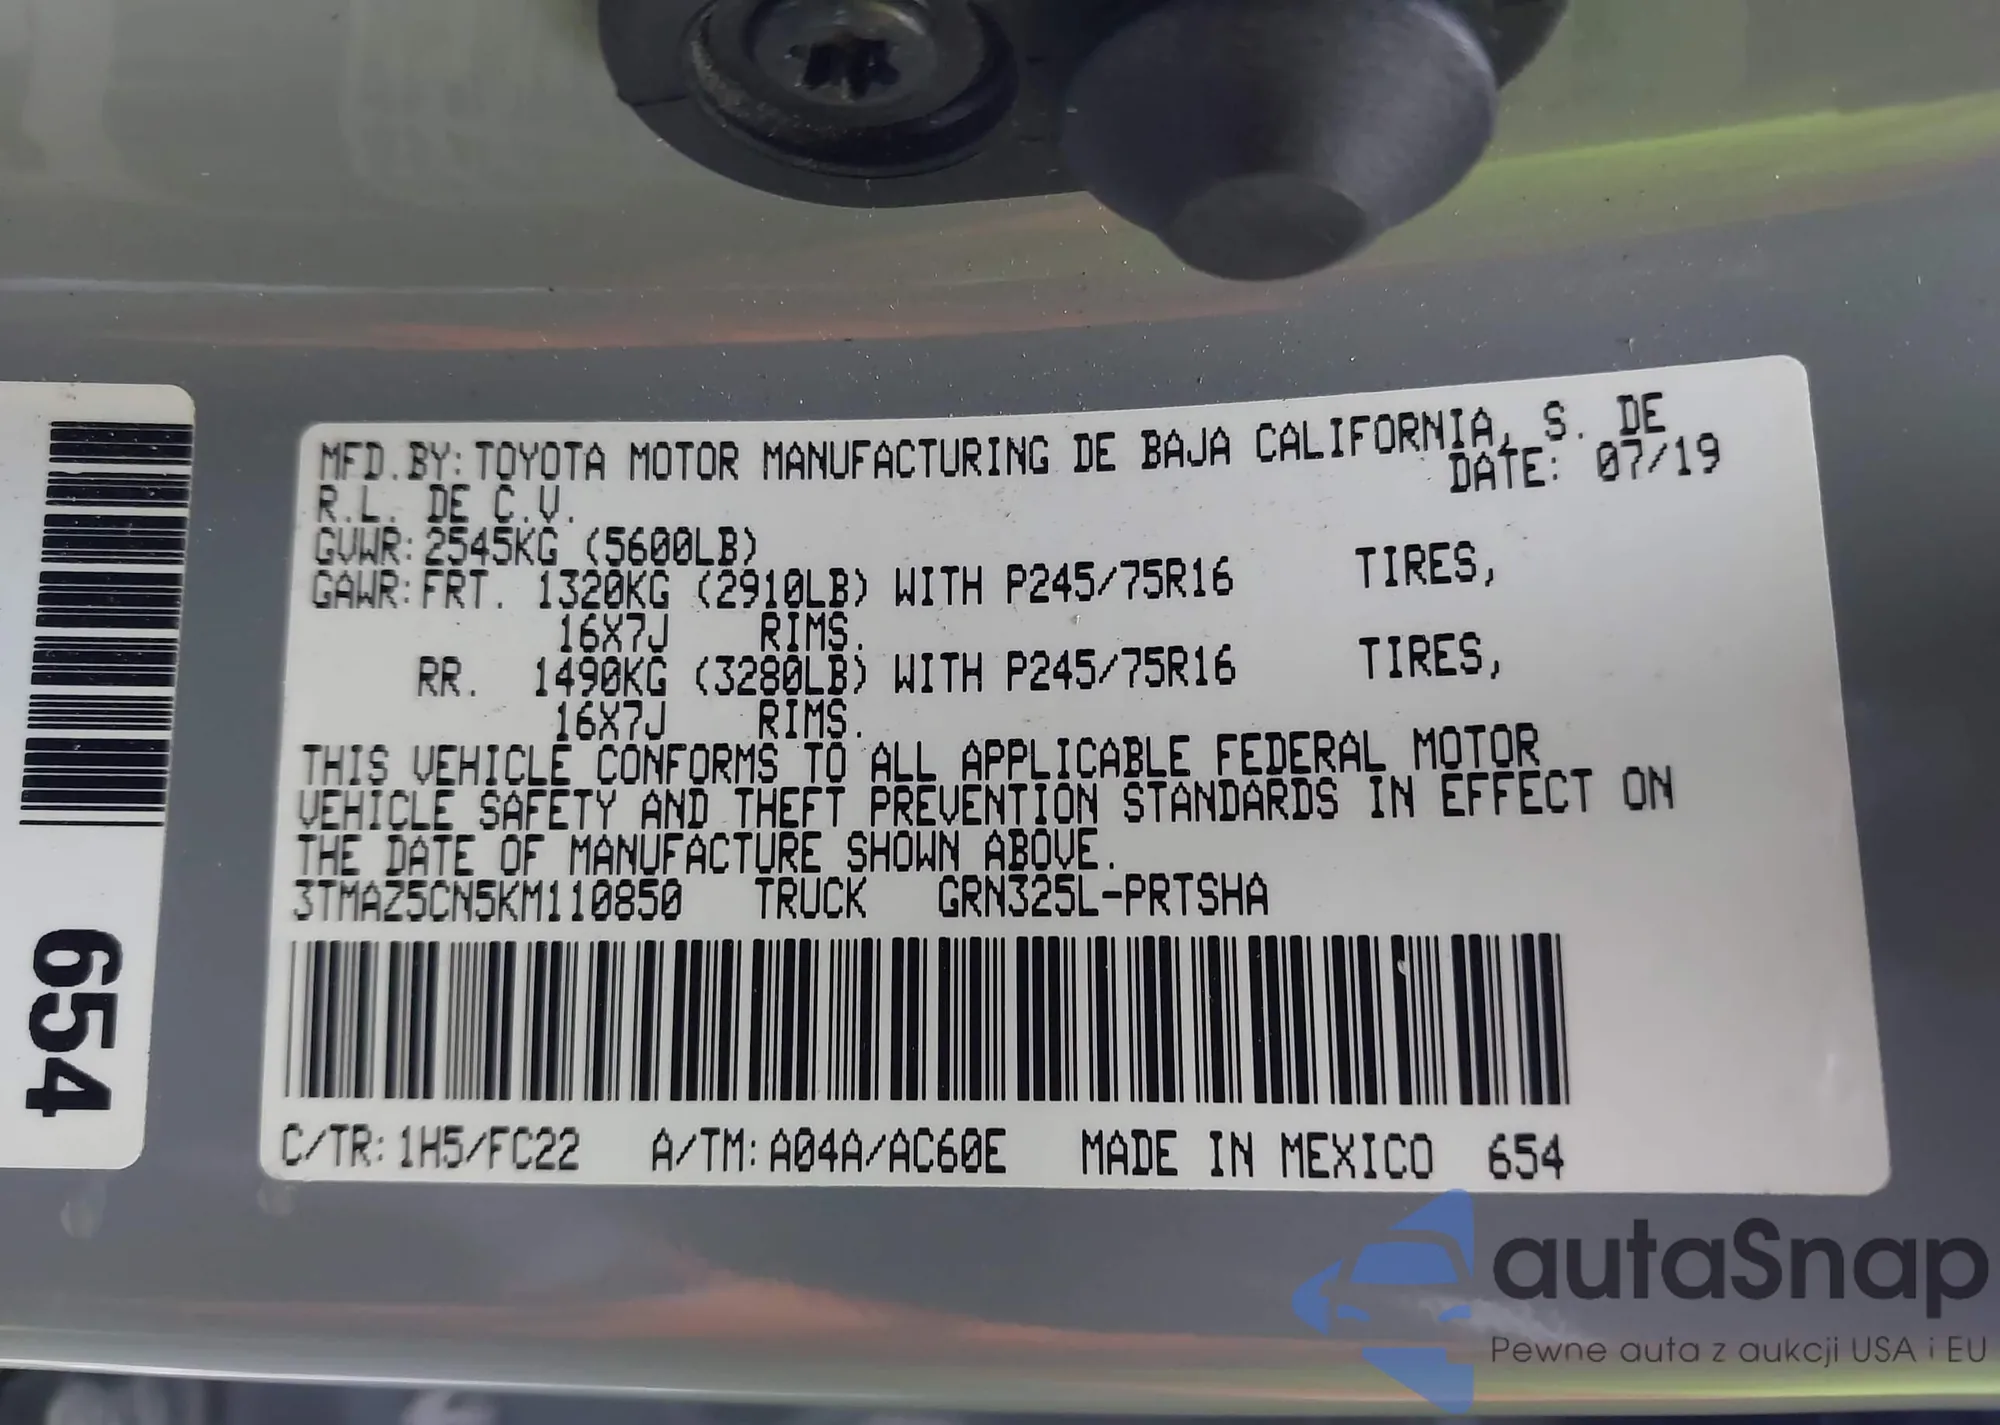 MFD.BY:TOYOTA MOTOR MANUFACTURING DE BAJA CALIFORNIA, S. DE
R.L. DE C.V. DATE: 07/19
GVWR: 2545KG (5600LB)
GAWR: FRT. 1320KG (2910LB) WITH P245/75R16 TIRES,
16X7J RIMS.
RR. 1490KG (3280LB) WITH P245/75R16 TIRES,
16X7J RIMS.
THIS VEHICLE CONFORMS TO ALL APPLICABLE FEDERAL MOTOR
VEHICLE SAFETY AND THEFT PREVENTION STANDARDS IN EFFECT ON
THE DATE OF MANUFACTURE SHOWN ABOVE.
3TMAZ5CN5KM110850 TRUCK GRN325L-PRTSHA
C/TR: 1H5/FC22 A/TM: A04A/AC60E MADE IN MEXICO 654
654
autaSnap
Pewne auta z aukcji USA i EU